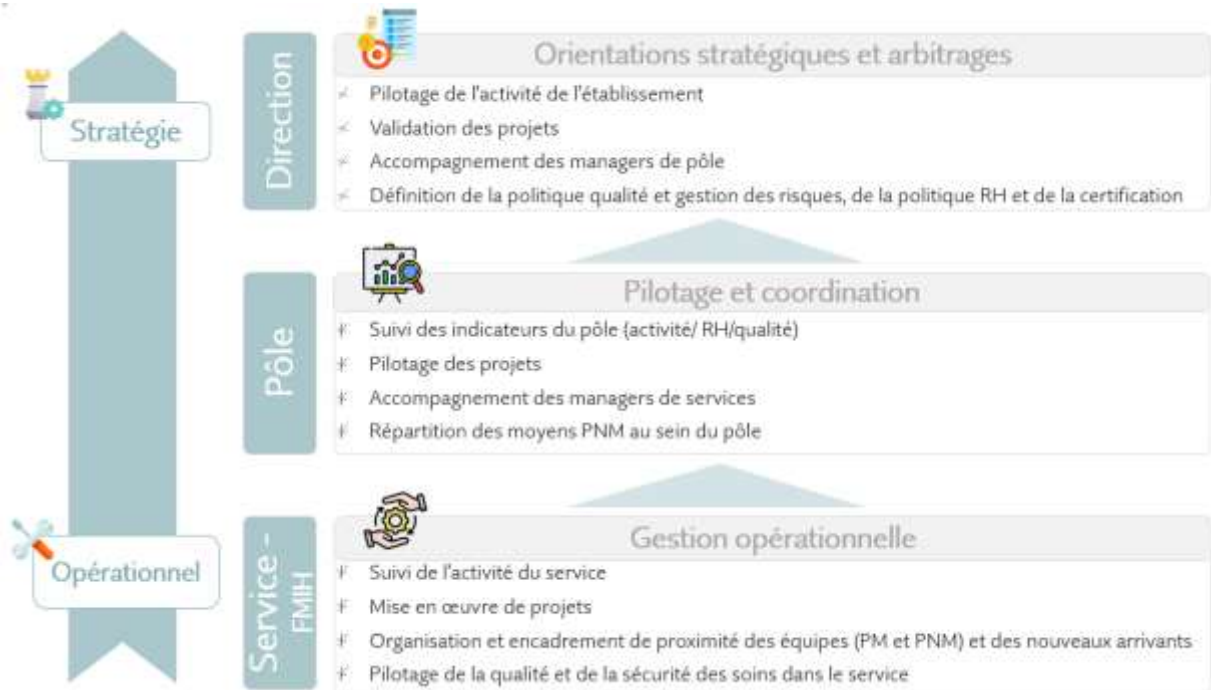 Stratégie
Direction
Orientations stratégiques et arbitrages
Pilotage de l'activité de l'établissement
Validation des projets
Accompagnement des managers de pôle
Définition de la politique qualité et gestion des risques, de la politique RH et de la certification
Pôle
Pilotage et coordination
Suivi des indicateurs du pôle (activité/ RH/qualité)
Pilotage des projets
Accompagnement des managers de services
Répartition des moyens PNM au sein du pôle
Opérationnel
Service -
FMIH
Gestion opérationnelle
Suivi de l'activité du service
Mise en œuvre de projets
Organisation et encadrement de proximité des équipes (PM et PNM) et des nouveaux arrivants
Pilotage de la qualité et de la sécurité des soins dans le service